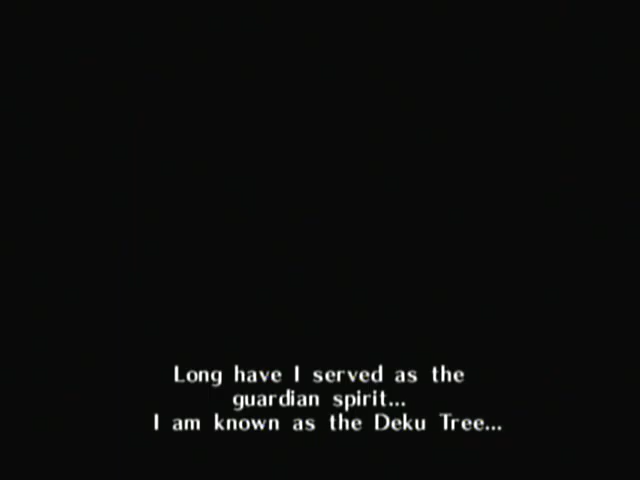 Long have I served as the
guardian spirit...
I am known as the Deku Tree...